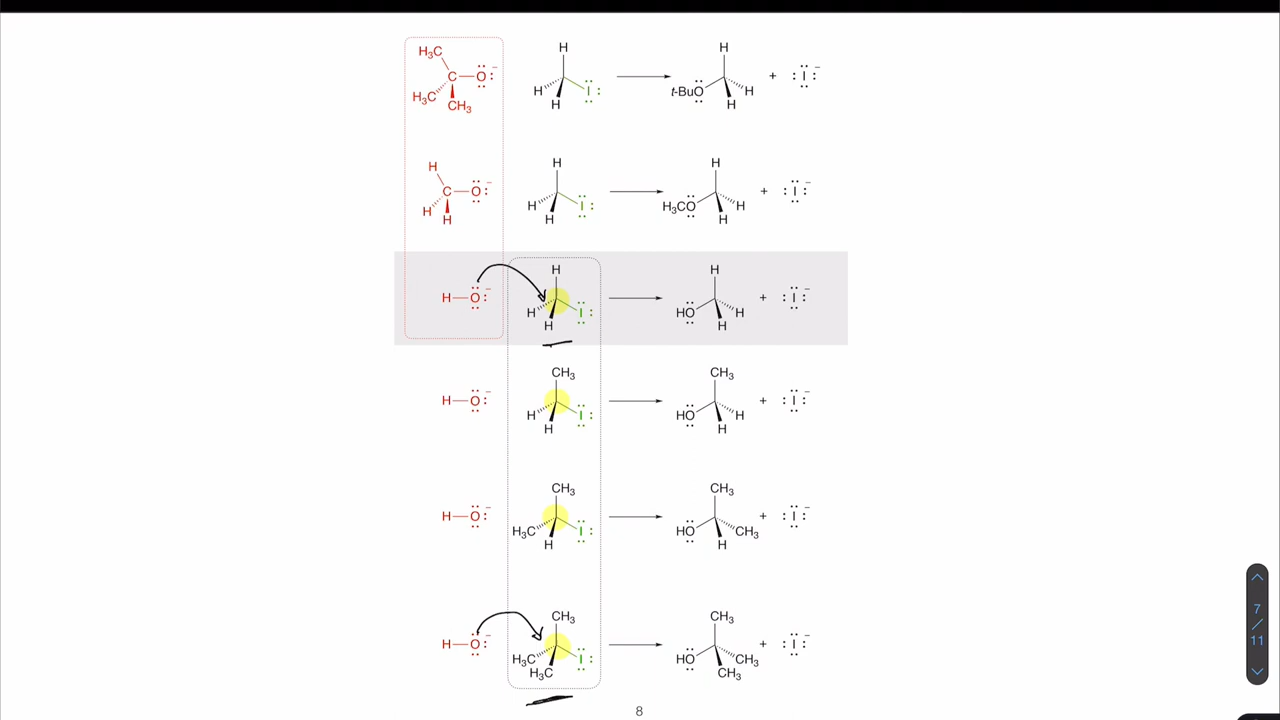 H₃C H H
C—O:⁻ I: t-BuO: H + :I:⁻
H₃C CH₃ H H H
H H H
C—O:⁻ I: H₃CO: H + :I:⁻
H H H H H
H H
H—O:⁻ H I: HO: H + :I:⁻
H H
CH₃ CH₃
H—O:⁻ H I: HO: H + :I:⁻
H H
CH₃ CH₃
H—O:⁻ H₃C I: HO: CH₃ + :I:⁻
H H
CH₃ CH₃
H—O:⁻ H₃C I: HO: CH₃ + :I:⁻
H₃C CH₃
7
/
11
8